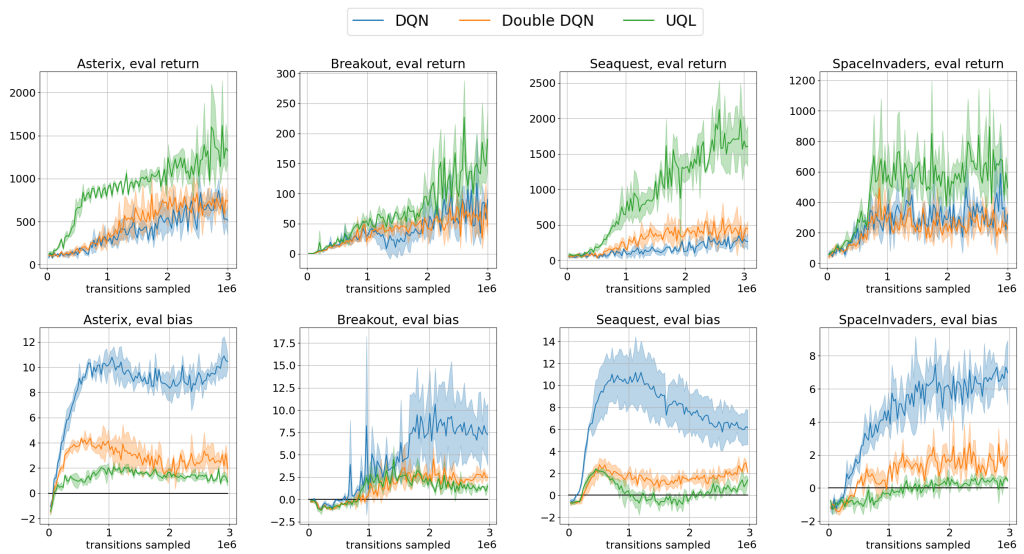 DQN Double DQN UQL
Asterix, eval return
2000
1500
1000
500
0
0 1 2 3
transitions sampled 1e6
Breakout, eval return
300
250
200
150
100
50
0
0 1 2 3
transitions sampled 1e6
Seaquest, eval return
2500
2000
1500
1000
500
0
0 1 2 3
transitions sampled 1e6
SpaceInvaders, eval return
1200
1000
800
600
400
200
0
0 1 2 3
transitions sampled 1e6
Asterix, eval bias
12
10
8
6
4
2
0
−2
0 1 2 3
transitions sampled 1e6
Breakout, eval bias
17.5
15.0
12.5
10.0
7.5
5.0
2.5
0.0
−2.5
0 1 2 3
transitions sampled 1e6
Seaquest, eval bias
14
12
10
8
6
4
2
0
−2
0 1 2 3
transitions sampled 1e6
SpaceInvaders, eval bias
8
6
4
2
0
−2
0 1 2 3
transitions sampled 1e6